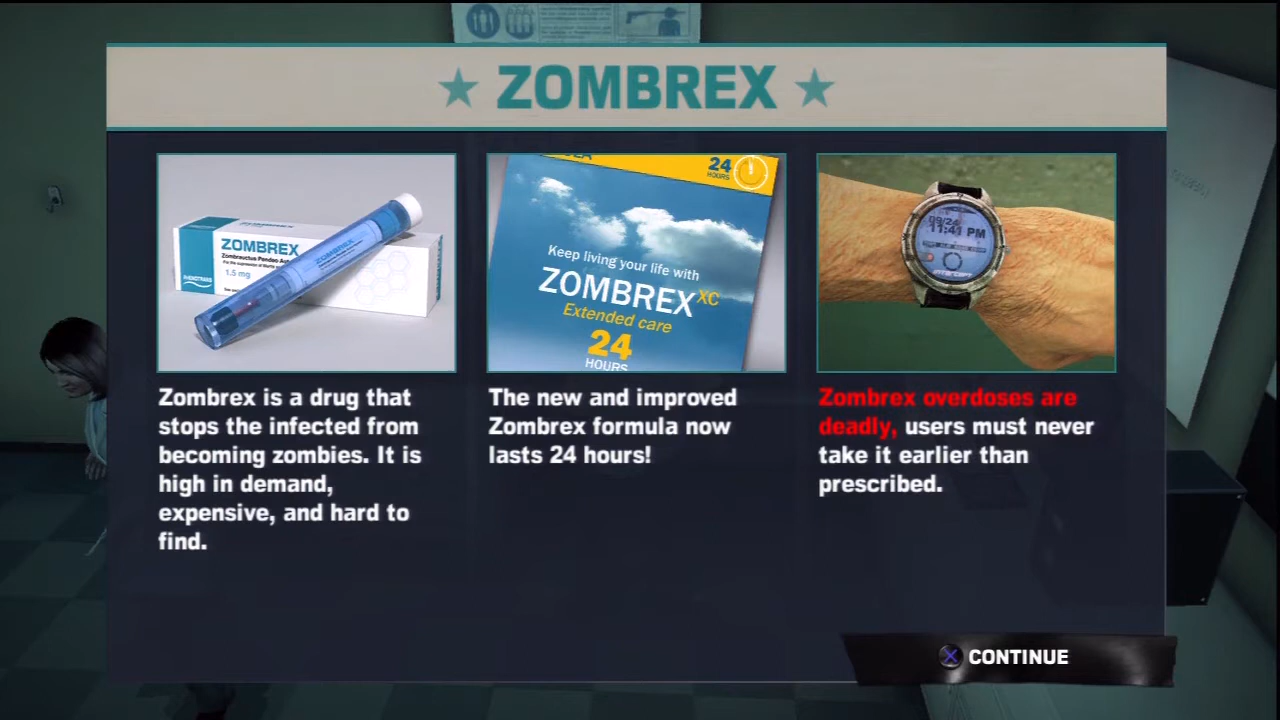 ZOMBREX
ZOMBREX
1.5 mg
ZOMBREX
24
HOURS
Keep living your life with
ZOMBREX XC
Extended care
24
HOURS
09/24
11:41 PM
Zombrex is a drug that
stops the infected from
becoming zombies. It is
high in demand,
expensive, and hard to
find.
The new and improved
Zombrex formula now
lasts 24 hours!
Zombrex overdoses are
deadly, users must never
take it earlier than
prescribed.
CONTINUE